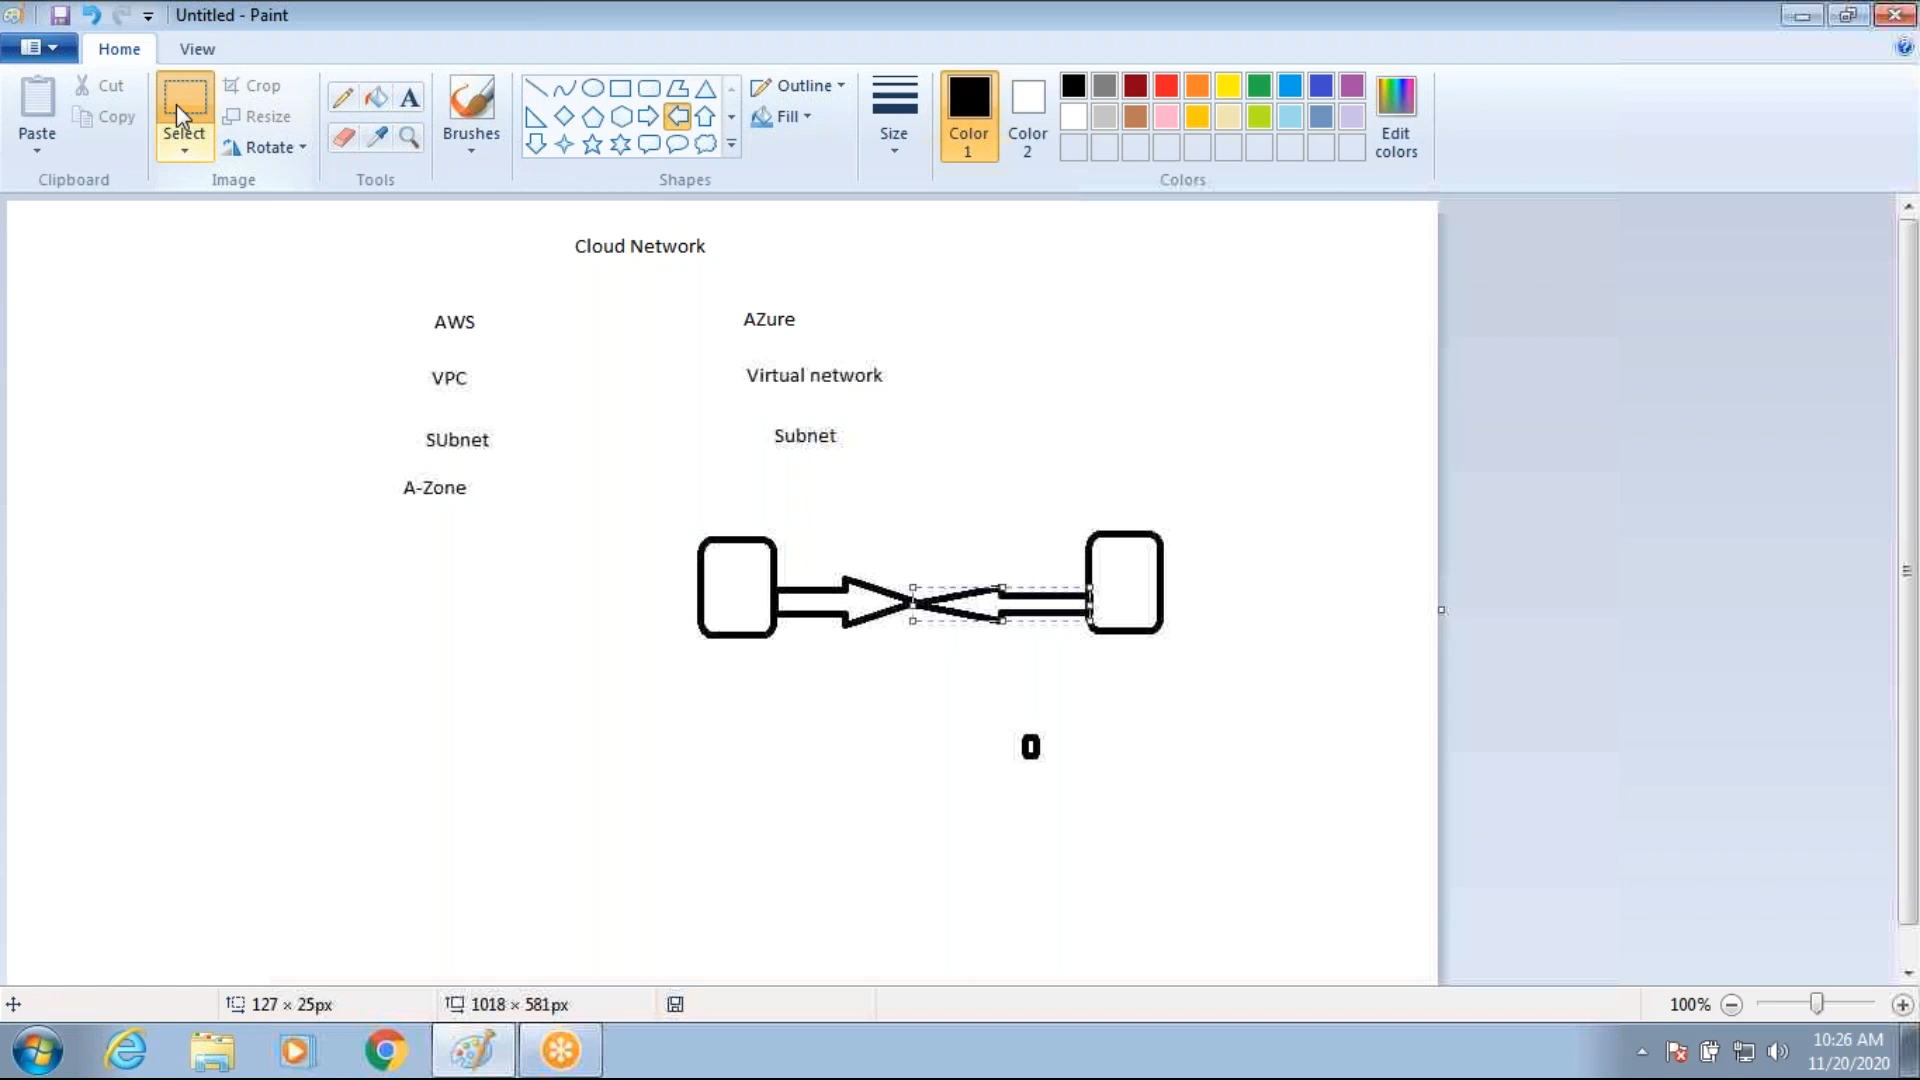 Untitled - Paint
Home
View
Paste
Cut
Copy
Clipboard
Select
Crop
Resize
Rotate
Image
A
Tools
Brushes
Outline
Fill
Shapes
Size
Color
1
Color
2
Edit
colors
Colors
Cloud Network
AWS
AZure
VPC
Virtual network
SUbnet
Subnet
A-Zone
127 × 25px
1018 × 581px
100%
10:26 AM
11/20/2020